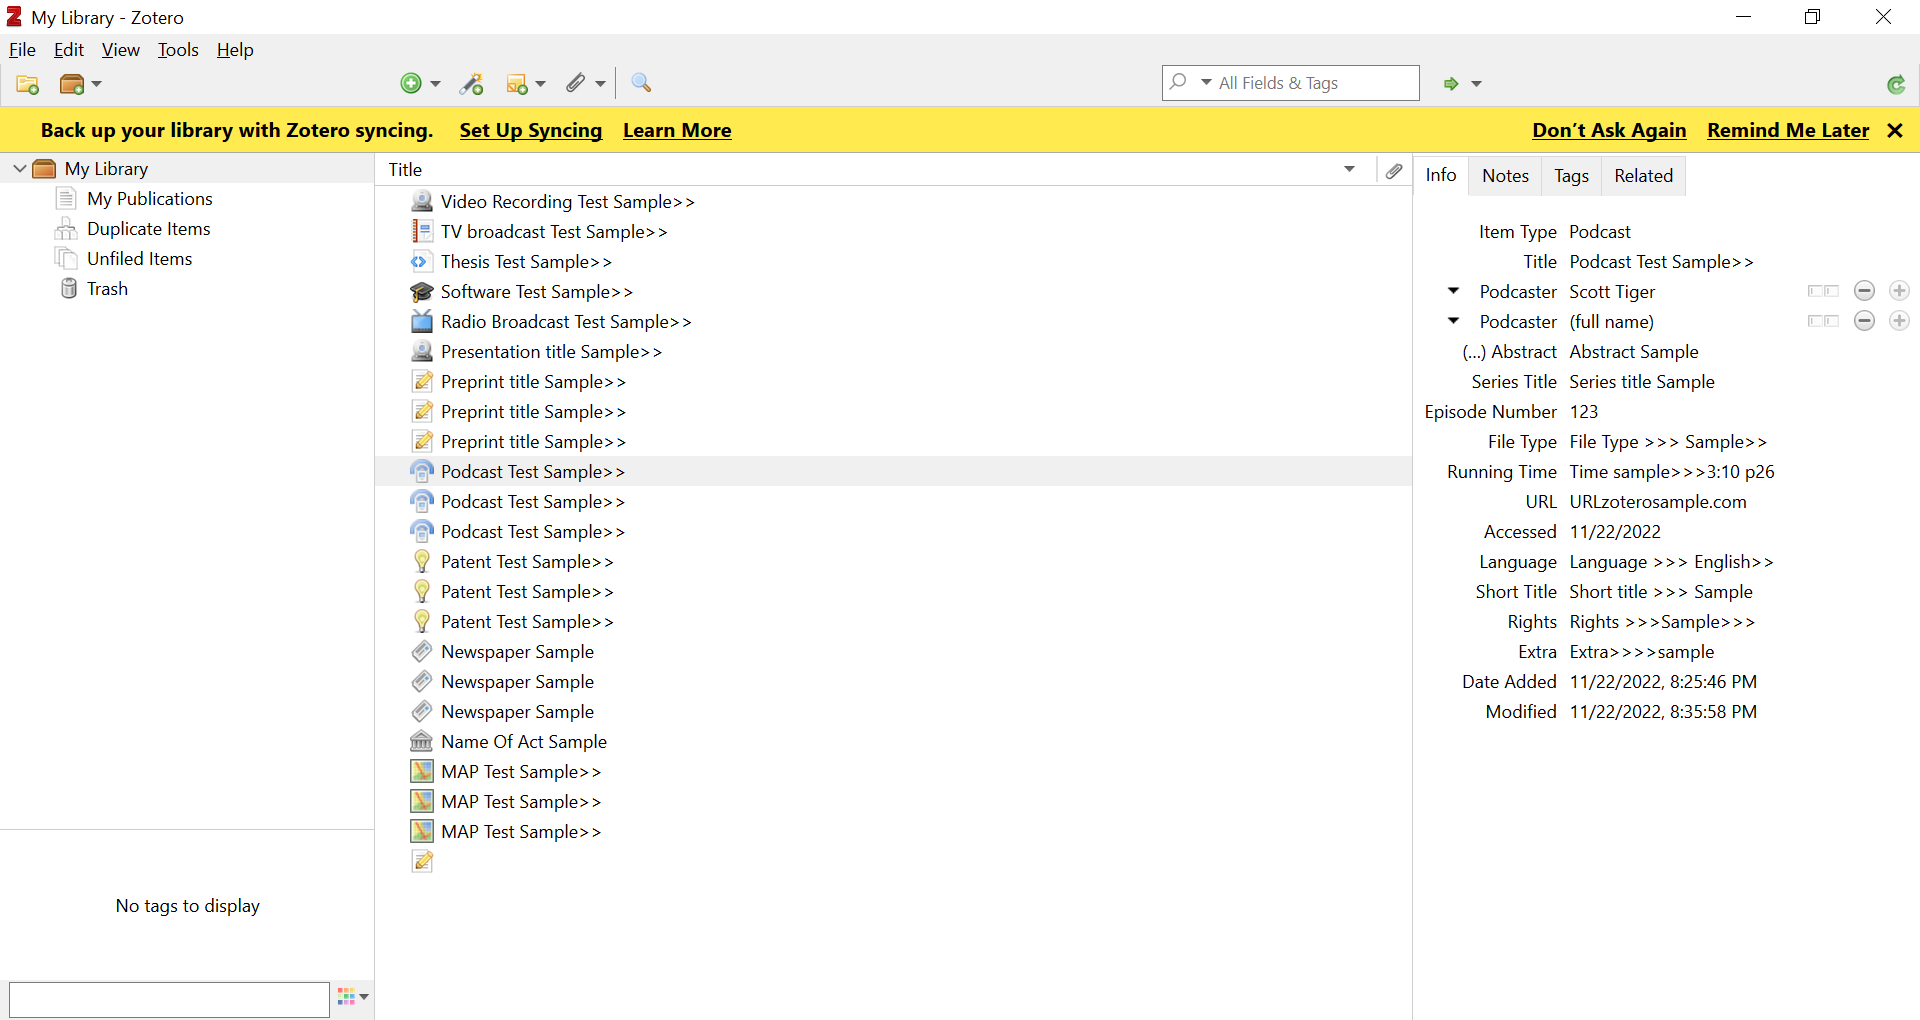 My Library - Zotero
File Edit View Tools Help
All Fields & Tags
Back up your library with Zotero syncing. Set Up Syncing Learn More Don't Ask Again Remind Me Later
My Library
My Publications
Duplicate Items
Unfiled Items
Trash
No tags to display
Title
Video Recording Test Sample>>
TV broadcast Test Sample>>
Thesis Test Sample>>
Software Test Sample>>
Radio Broadcast Test Sample>>
Presentation title Sample>>
Preprint title Sample>>
Preprint title Sample>>
Preprint title Sample>>
Podcast Test Sample>>
Podcast Test Sample>>
Podcast Test Sample>>
Patent Test Sample>>
Patent Test Sample>>
Patent Test Sample>>
Newspaper Sample
Newspaper Sample
Newspaper Sample
Name Of Act Sample
MAP Test Sample>>
MAP Test Sample>>
MAP Test Sample>>
Info Notes Tags Related
Item Type Podcast
Title Podcast Test Sample>>
Podcaster Scott Tiger
Podcaster (full name)
(...) Abstract Abstract Sample
Series Title Series title Sample
Episode Number 123
File Type File Type >>> Sample>>
Running Time Time sample>>>3:10 p26
URL URLzoterosample.com
Accessed 11/22/2022
Language Language >>> English>>
Short Title Short title >>> Sample
Rights Rights >>>Sample>>>
Extra Extra>>>>sample
Date Added 11/22/2022, 8:25:46 PM
Modified 11/22/2022, 8:35:58 PM